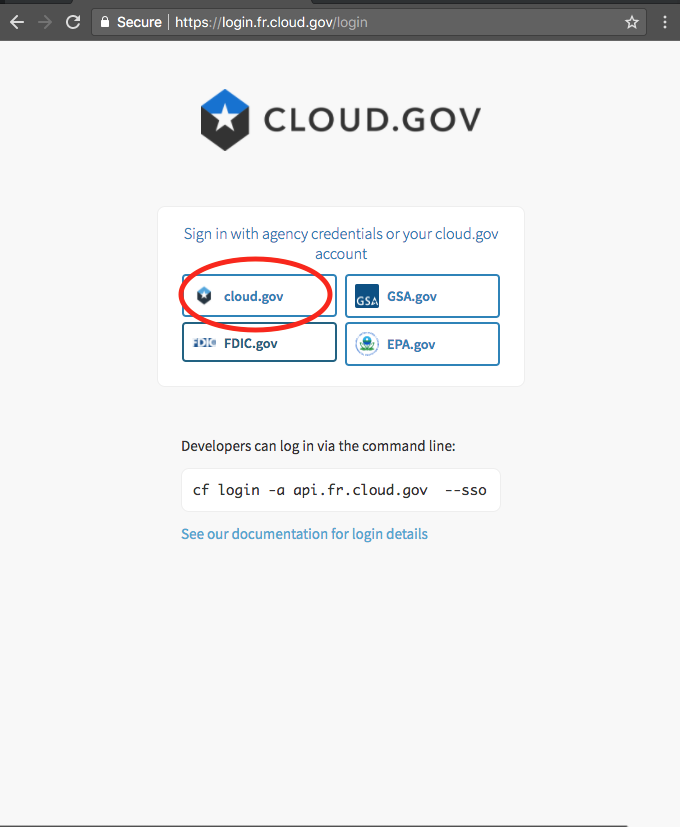 Secure https://login.fr.cloud.gov/login
CLOUD.GOV
Sign in with agency credentials or your cloud.gov
account
cloud.gov
GSA GSA.gov
FDIC FDIC.gov
EPA.gov
Developers can log in via the command line:
cf login -a api.fr.cloud.gov --sso
See our documentation for login details